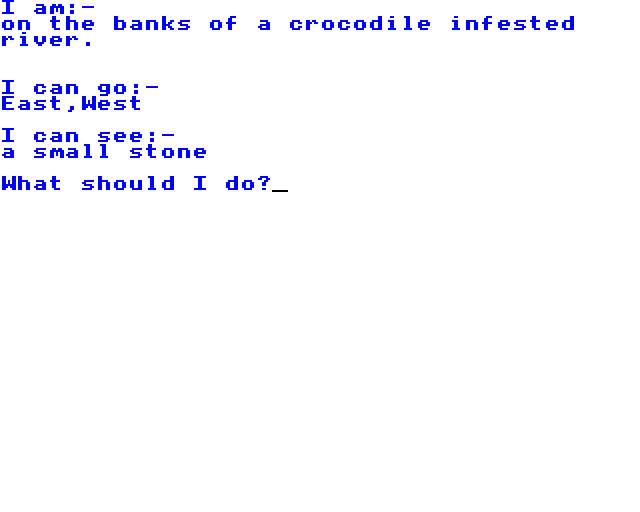 I am:-
on the banks of a crocodile infested
river.
I can go:-
East,West
I can see:-
a small stone
What should I do?_